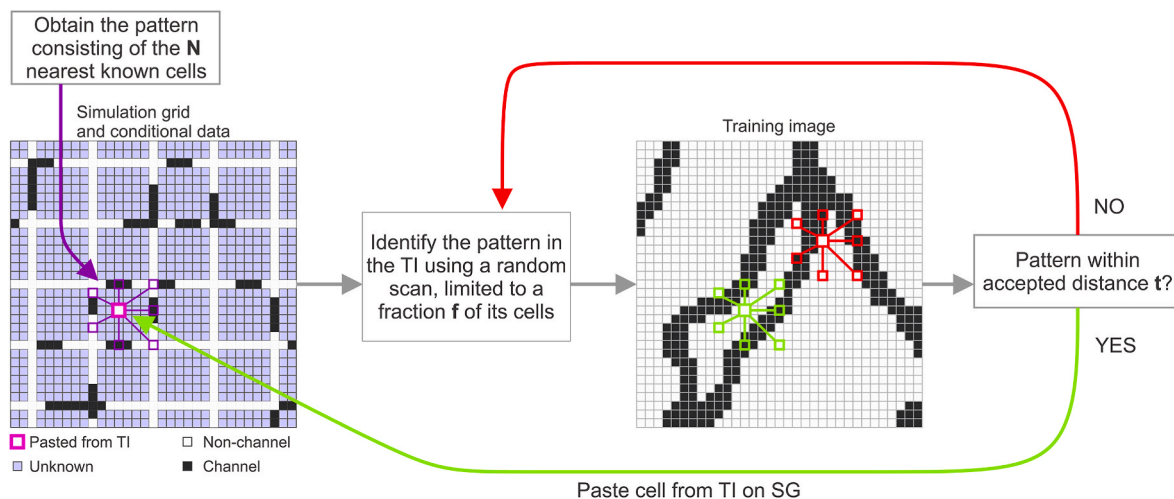 Obtain the pattern
consisting of the N
nearest known cells
Simulation grid
and conditional data
Training image
Identify the pattern in
the TI using a random
scan, limited to a
fraction f of its cells
NO
Pattern within
accepted distance t?
YES
Pasted from TI
Non-channel
Unknown
Channel
Paste cell from TI on SG